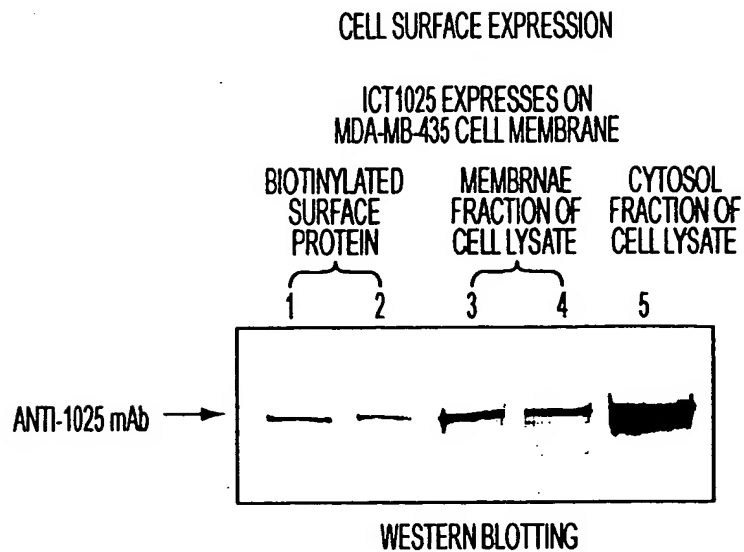 CELL SURFACE EXPRESSION
ICT1025 EXPRESSES ON
MDA-MB-435 CELL MEMBRANE
BIOTINYLATED
SURFACE
PROTEIN
MEMBRNAE
FRACTION OF
CELL LYSATE
CYTOSOL
FRACTION OF
CELL LYSATE
1 2 3 4 5
ANTI-1025 mAb
WESTERN BLOTTING